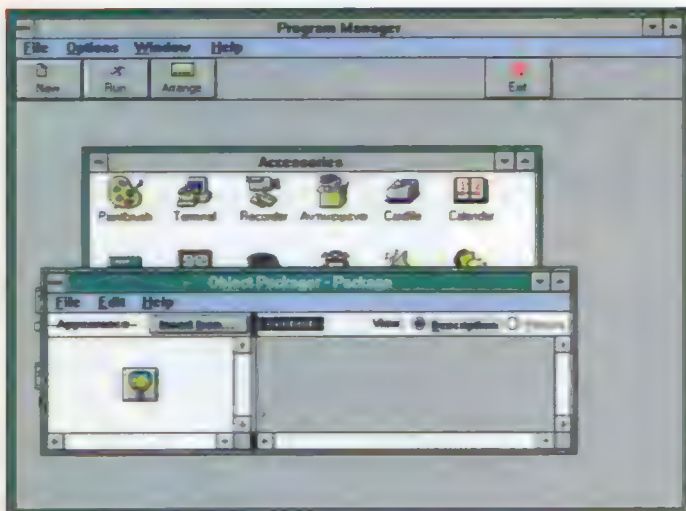 Program Manager
File Options Window Help
New Run Arrange Exit
Accessories
Paintbrush Terminal Recorder Cardfile Calendar
Object Packager - Package
File Edit Help
Appearance Insert Icon... View: Description